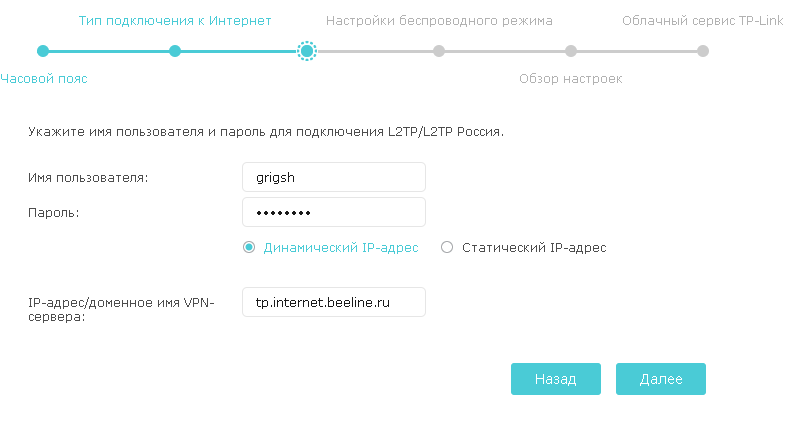 Тип подключения к Интернет
Настройки беспроводного режима
Облачный сервис TP-Link
Часовой пояс
Обзор настроек
Укажите имя пользователя и пароль для подключения L2TP/L2TP Россия.
Имя пользователя:
grigsh
Пароль:
••••••••
Динамический IP-адрес
Статический IP-адрес
IP-адрес/доменное имя VPN-
сервера:
tp.internet.beeline.ru
Назад
Далее